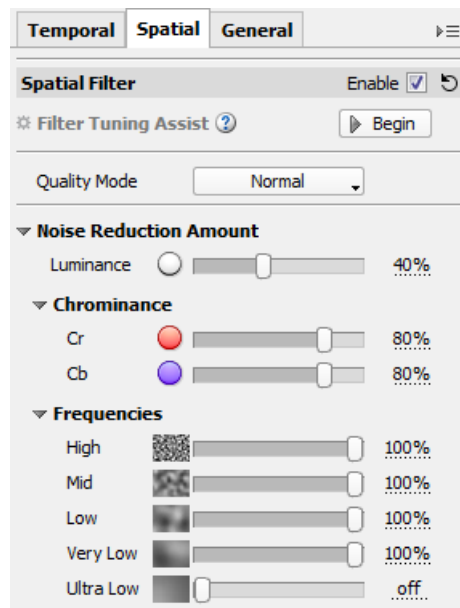 Temporal Spatial General
Spatial Filter Enable
Filter Tuning Assist ? Begin
Quality Mode Normal
Noise Reduction Amount
Luminance 40%
Chrominance
Cr 80%
Cb 80%
Frequencies
High 100%
Mid 100%
Low 100%
Very Low 100%
Ultra Low off